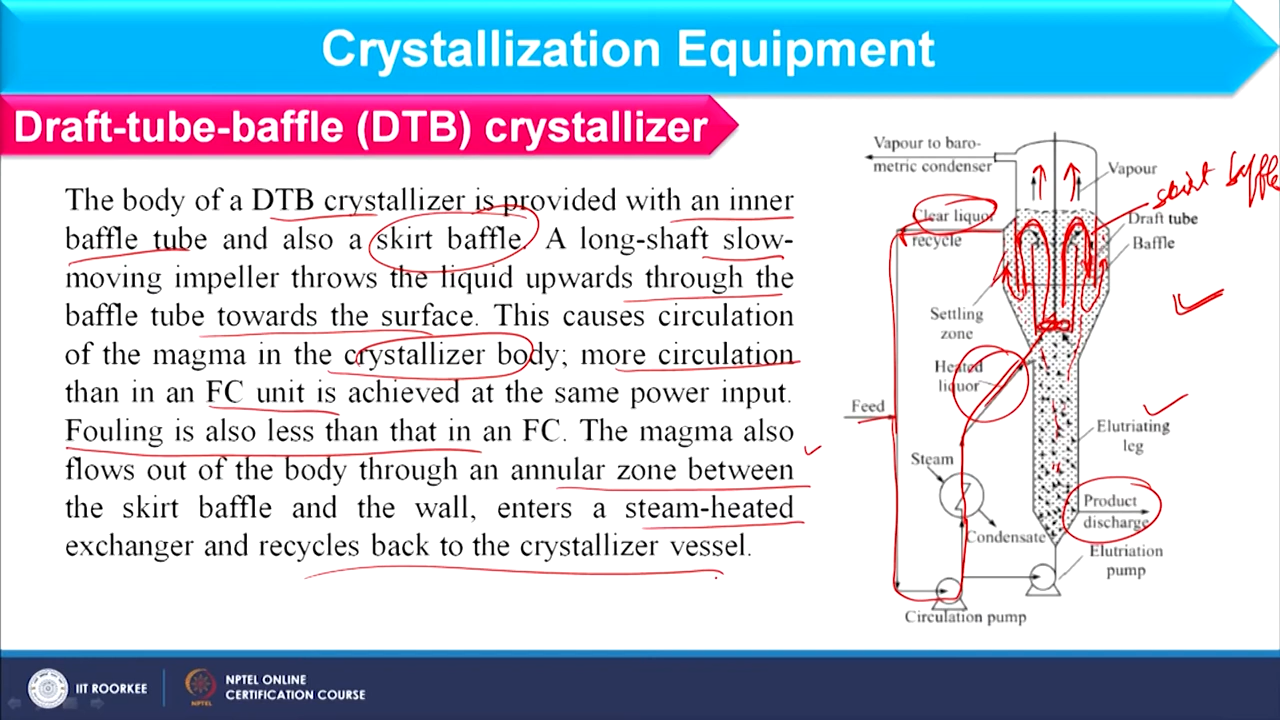 Crystallization Equipment
Draft-tube-baffle (DTB) crystallizer
The body of a DTB crystallizer is provided with an inner
baffle tube and also a skirt baffle. A long-shaft slow-
moving impeller throws the liquid upwards through the
baffle tube towards the surface. This causes circulation
of the magma in the crystallizer body; more circulation
than in an FC unit is achieved at the same power input.
Fouling is also less than that in an FC. The magma also
flows out of the body through an annular zone between
the skirt baffle and the wall, enters a steam-heated
exchanger and recycles back to the crystallizer vessel.
Vapour to baro-
metric condenser
Vapour
skirt baffle
Clear liquor
recycle
Draft tube
Baffle
Settling
zone
Heated
liquor
Feed
Elutriating
leg
Steam
Product
discharge
Condensate
Elutriation
pump
Circulation pump
IIT ROORKEE
NPTEL ONLINE
CERTIFICATION COURSE
NPTEL